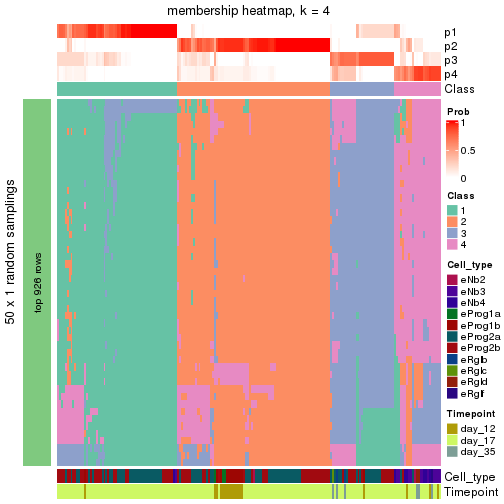 membership heatmap, k = 4
p1
p2
p3
p4
Class
50 x 1 random samplings
top 926 rows
Prob
1
0.5
0
Class
1
2
3
4
Cell_type
eNb2
eNb3
eNb4
eProg1a
eProg1b
eProg2a
eProg2b
eRglb
eRglc
eRgld
eRglf
Timepoint
day_12
day_17
day_35
Cell_type
Timepoint